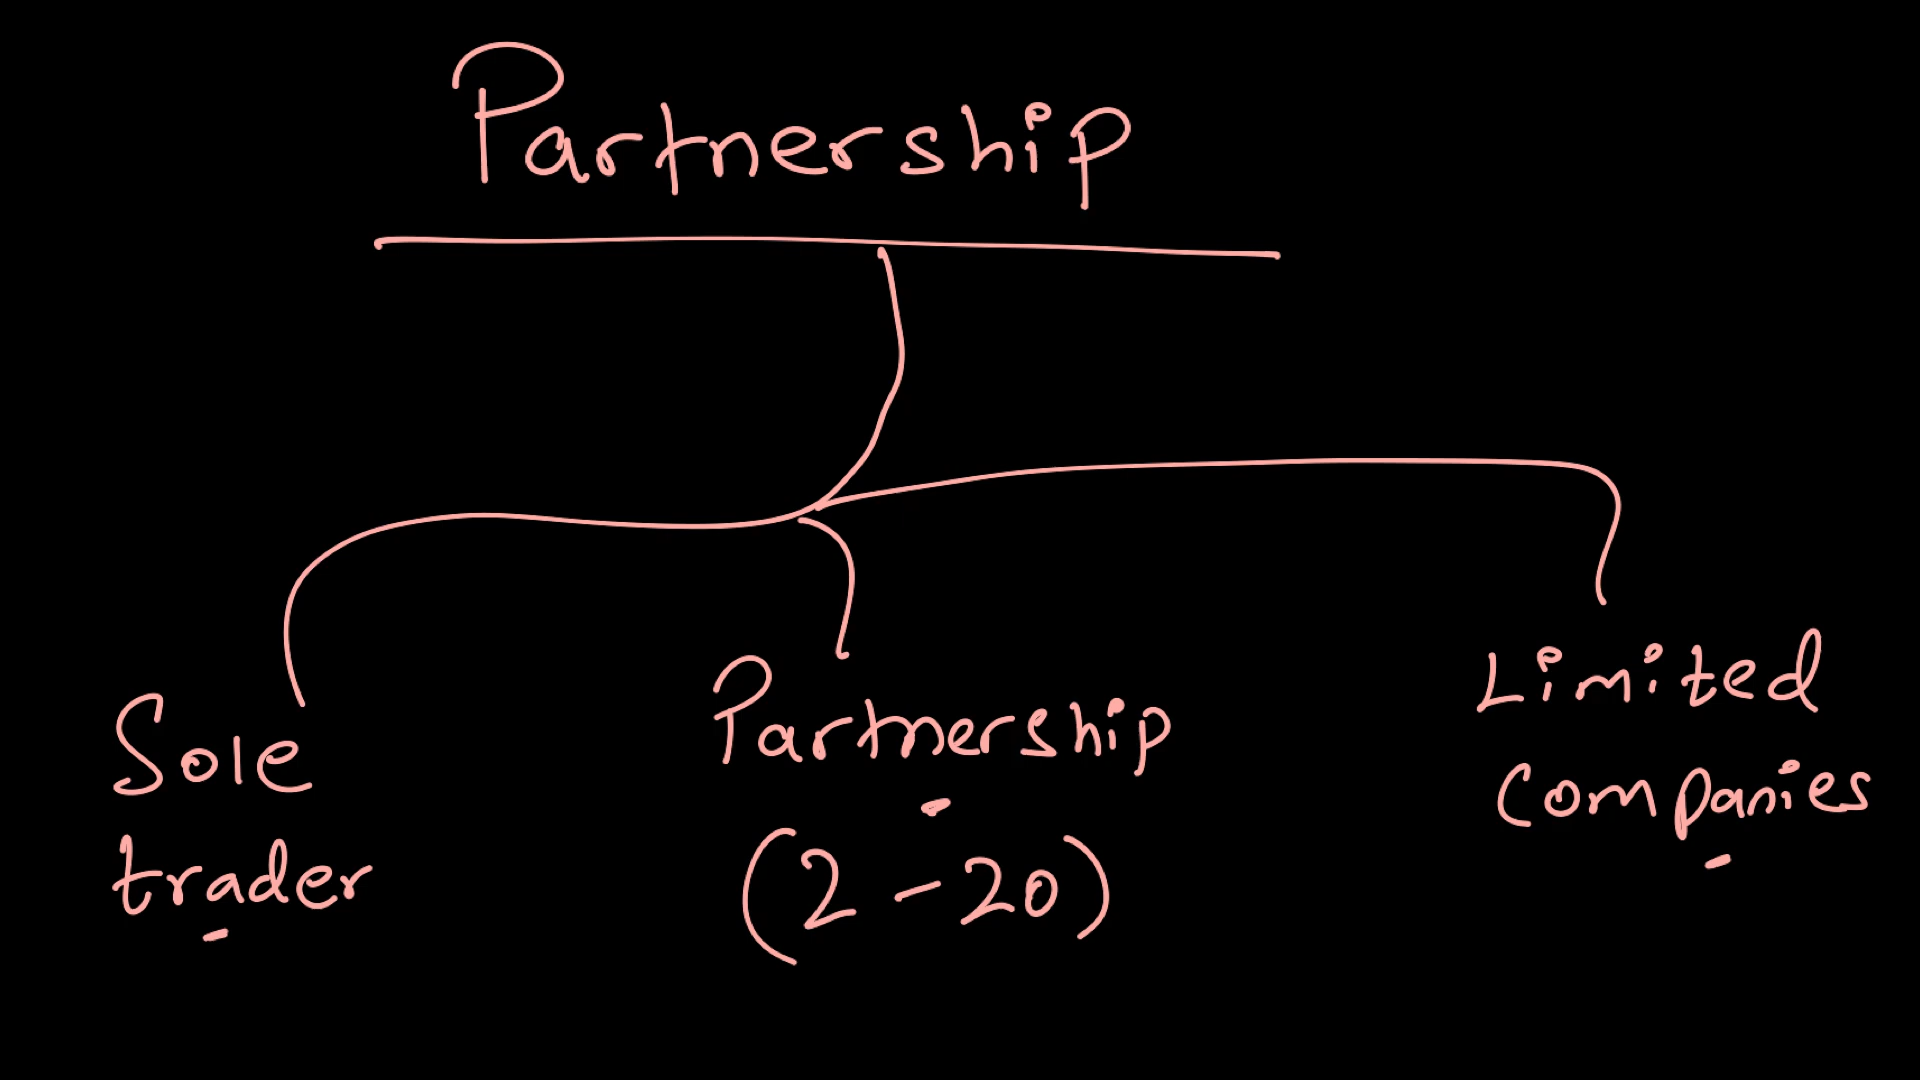 Partnership
Sole
trader
Partnership
(2-20)
Limited
Companies